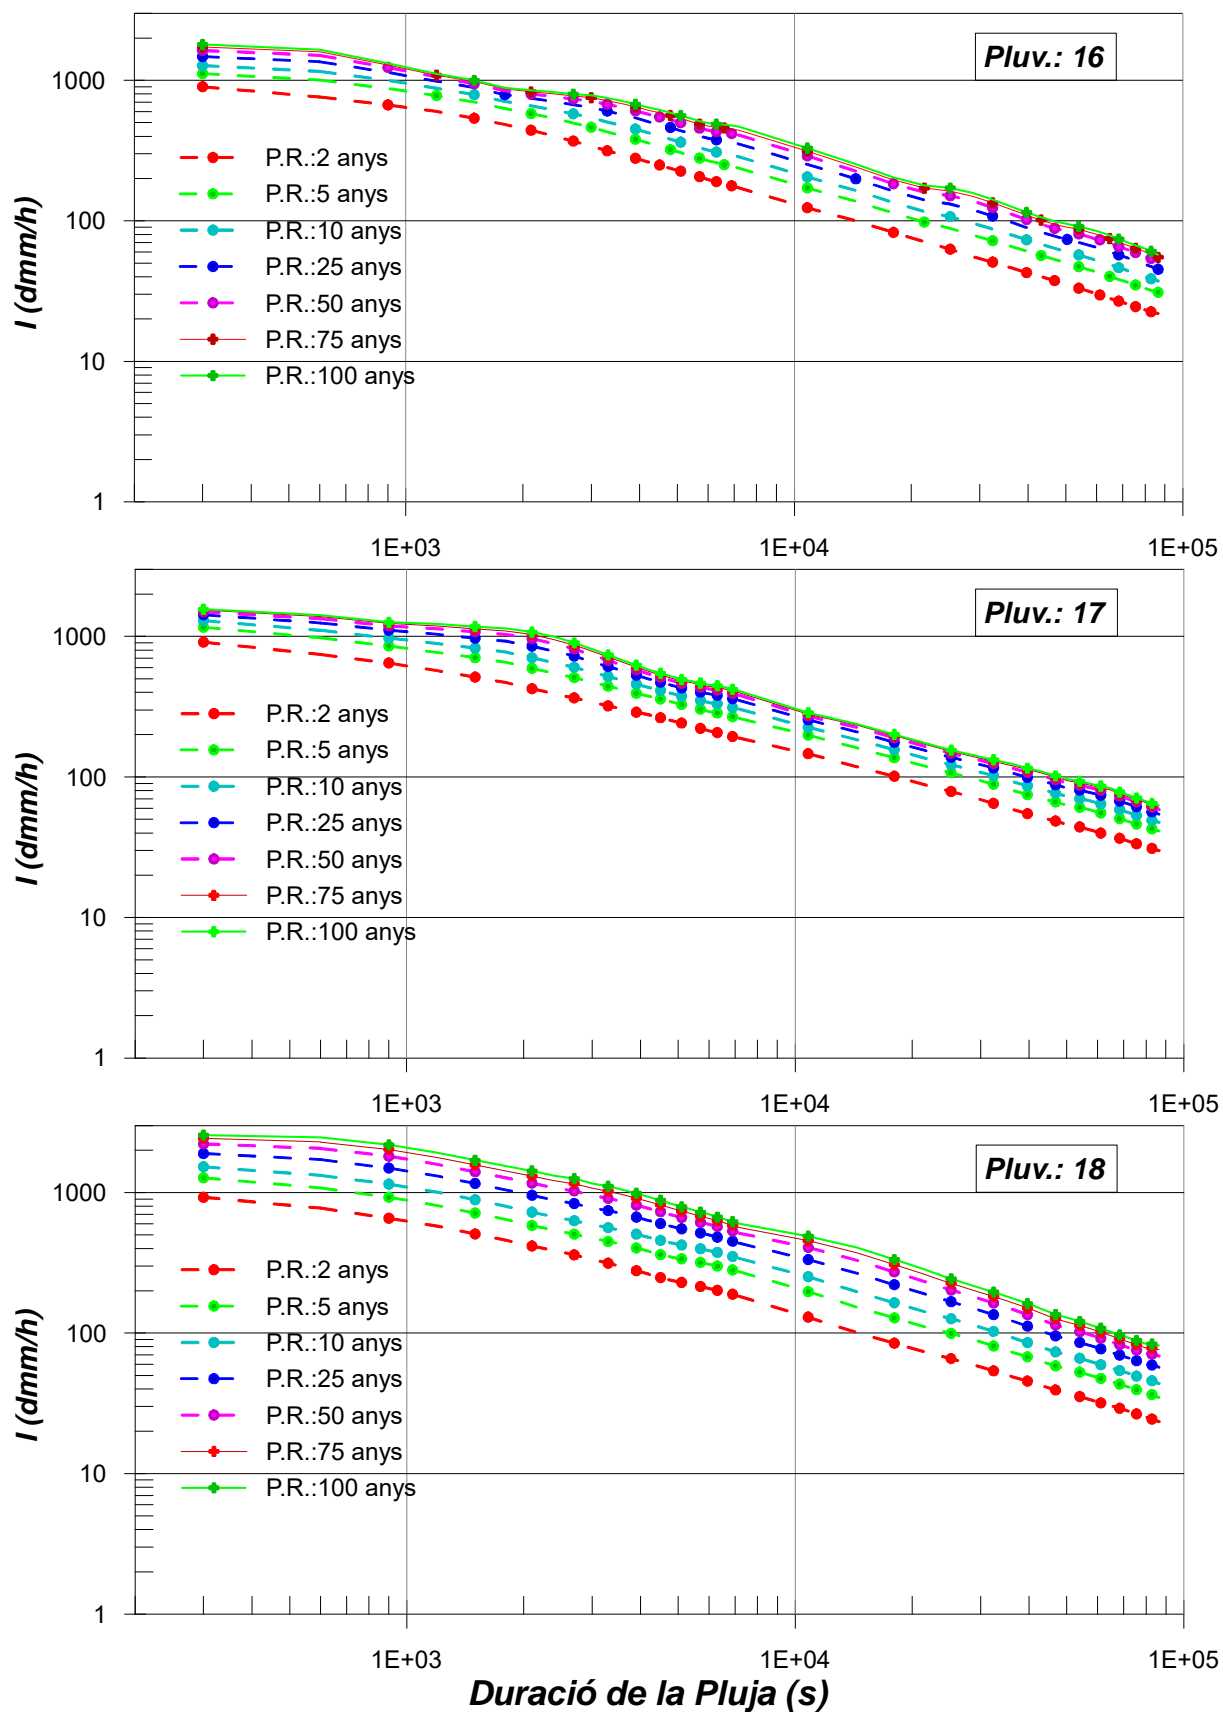 Pluv.: 16
1000
100
10
1
I (dmm/h)
P.R.:2 anys
P.R.:5 anys
P.R.:10 anys
P.R.:25 anys
P.R.:50 anys
P.R.:75 anys
P.R.:100 anys
1E+03 1E+04 1E+05
Pluv.: 17
1000
100
10
1
I (dmm/h)
P.R.:2 anys
P.R.:5 anys
P.R.:10 anys
P.R.:25 anys
P.R.:50 anys
P.R.:75 anys
P.R.:100 anys
1E+03 1E+04 1E+05
Pluv.: 18
1000
100
10
1
I (dmm/h)
P.R.:2 anys
P.R.:5 anys
P.R.:10 anys
P.R.:25 anys
P.R.:50 anys
P.R.:75 anys
P.R.:100 anys
1E+03 1E+04 1E+05
Duració de la Pluja (s)